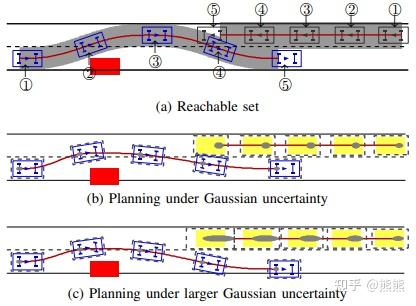 ⑤ ④ ③ ② ①
① ② ③ ④ ⑤
(a) Reachable set
(b) Planning under Gaussian uncertainty
(c) Planning under larger Gaussian uncertainty
知乎 @熊熊